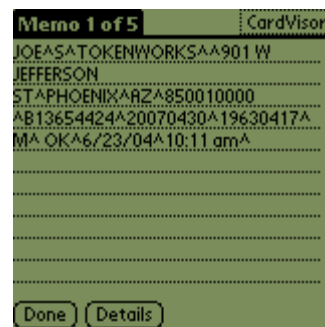 Memo 1 of 5 CardVisor
JOE^S^TOKENWORKS^^901 W
JEFFERSON
ST^PHOENIX^AZ^850010000
^B13654424^20070430^19630417^
M^ OK^6/23/04^10:11 am^
Done Details